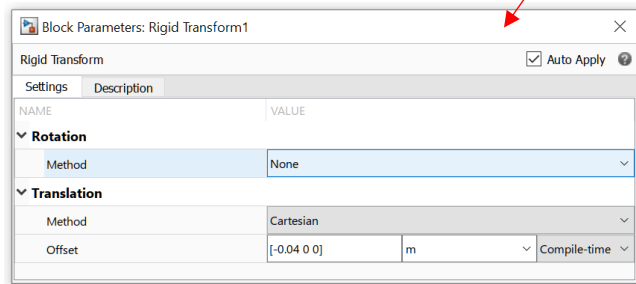 Block Parameters: Rigid Transform1
Rigid Transform Auto Apply
Settings Description
NAME VALUE
Rotation
Method None
Translation
Method Cartesian
Offset [-0.04 0 0] m Compile-time